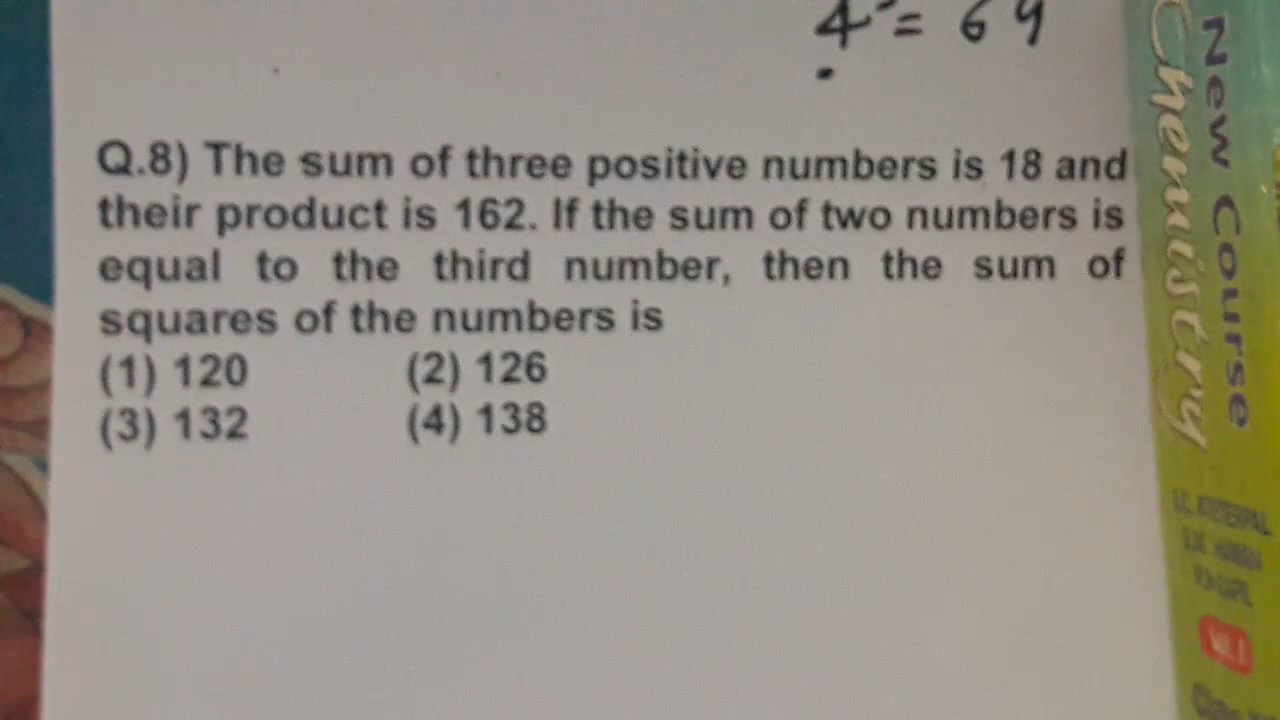 4³= 64
Q.8) The sum of three positive numbers is 18 and
their product is 162. If the sum of two numbers is
equal to the third number, then the sum of
squares of the numbers is
(1) 120 (2) 126
(3) 132 (4) 138
New Course
Chemistry